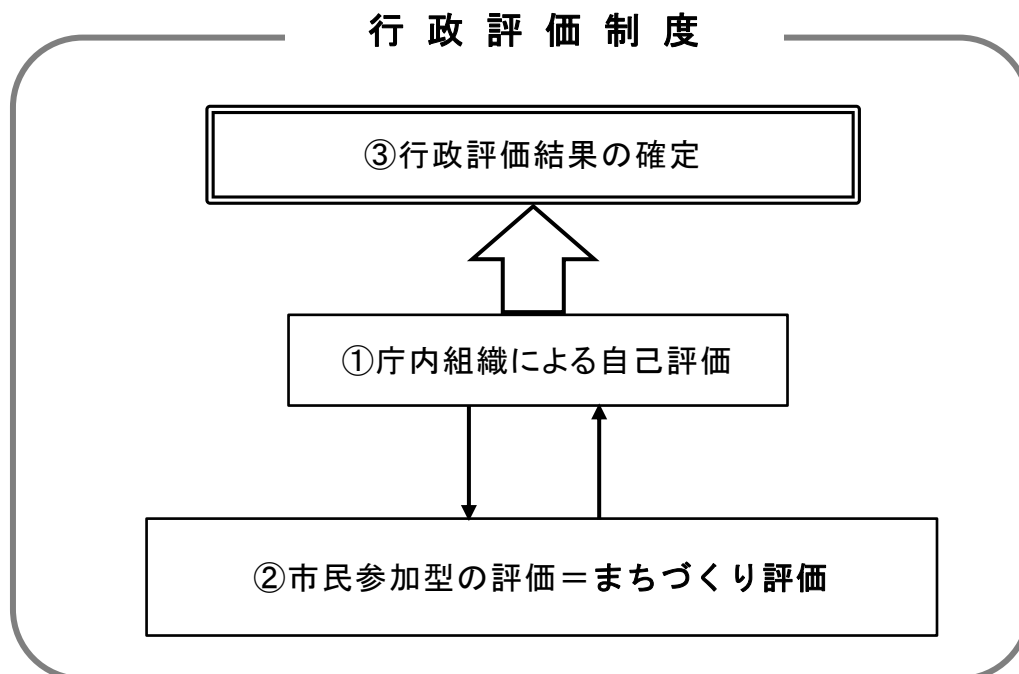 行政評価制度
③行政評価結果の確定
①庁内組織による自己評価
②市民参加型の評価＝まちづくり評価